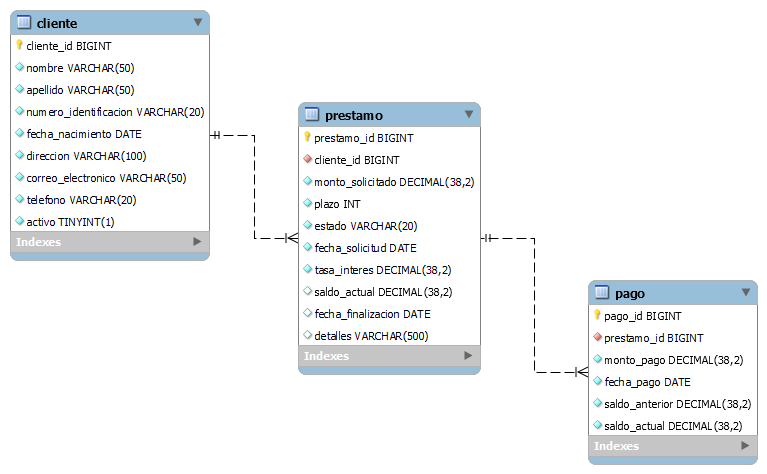 cliente
cliente_id BIGINT
nombre VARCHAR(50)
apellido VARCHAR(50)
numero_identificacion VARCHAR(20)
fecha_nacimiento DATE
direccion VARCHAR(100)
correo_electronico VARCHAR(50)
telefono VARCHAR(20)
activo TINYINT(1)
Indexes
prestamo
prestamo_id BIGINT
cliente_id BIGINT
monto_solicitado DECIMAL(38,2)
plazo INT
estado VARCHAR(20)
fecha_solicitud DATE
tasa_interes DECIMAL(38,2)
saldo_actual DECIMAL(38,2)
fecha_finalizacion DATE
detalles VARCHAR(500)
Indexes
pago
pago_id BIGINT
prestamo_id BIGINT
monto_pago DECIMAL(38,2)
fecha_pago DATE
saldo_anterior DECIMAL(38,2)
saldo_actual DECIMAL(38,2)
Indexes